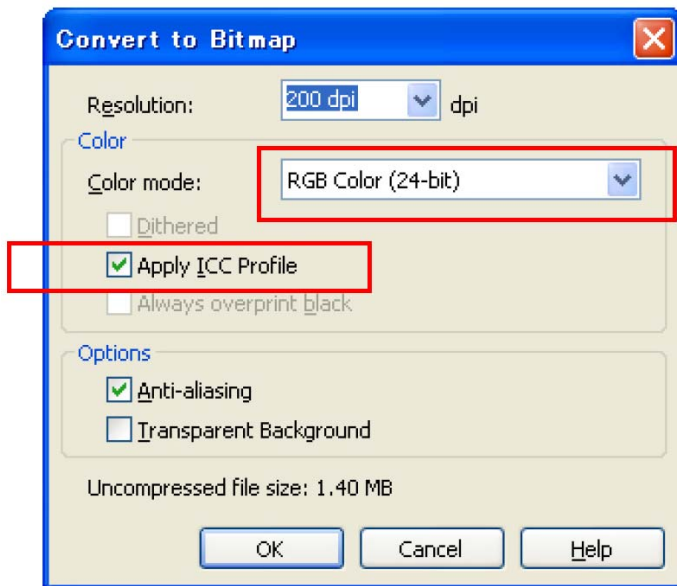 Convert to Bitmap
Resolution: 200 dpi dpi
Color
Color mode: RGB Color (24-bit)
Dithered
Apply ICC Profile
Always overprint black
Options
Anti-aliasing
Transparent Background
Uncompressed file size: 1.40 MB
OK Cancel Help